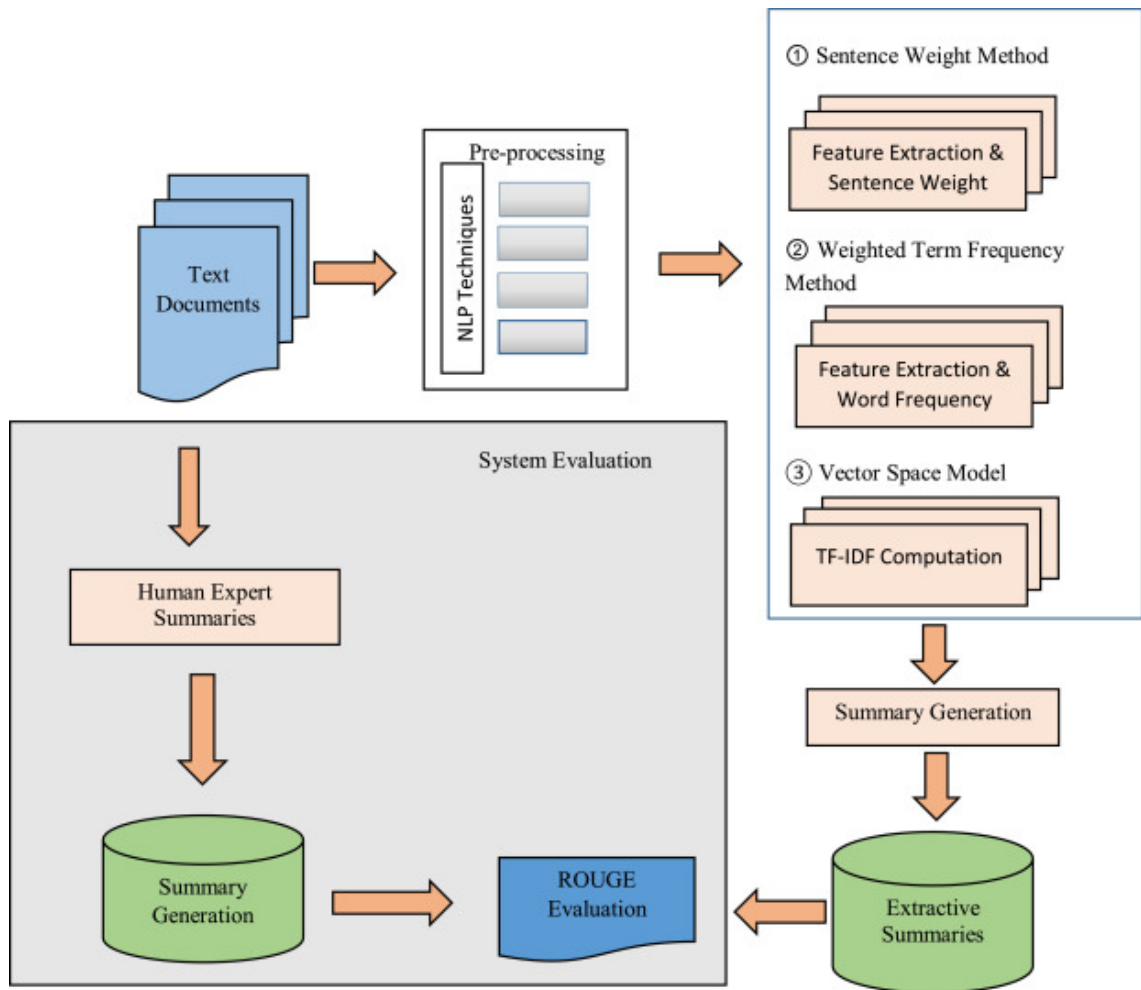 Text
Documents
Pre-processing
NLP Techniques
① Sentence Weight Method
Feature Extraction &
Sentence Weight
② Weighted Term Frequency
Method
Feature Extraction &
Word Frequency
③ Vector Space Model
TF-IDF Computation
System Evaluation
Human Expert
Summaries
Summary Generation
Summary
Generation
ROUGE
Evaluation
Extractive
Summaries